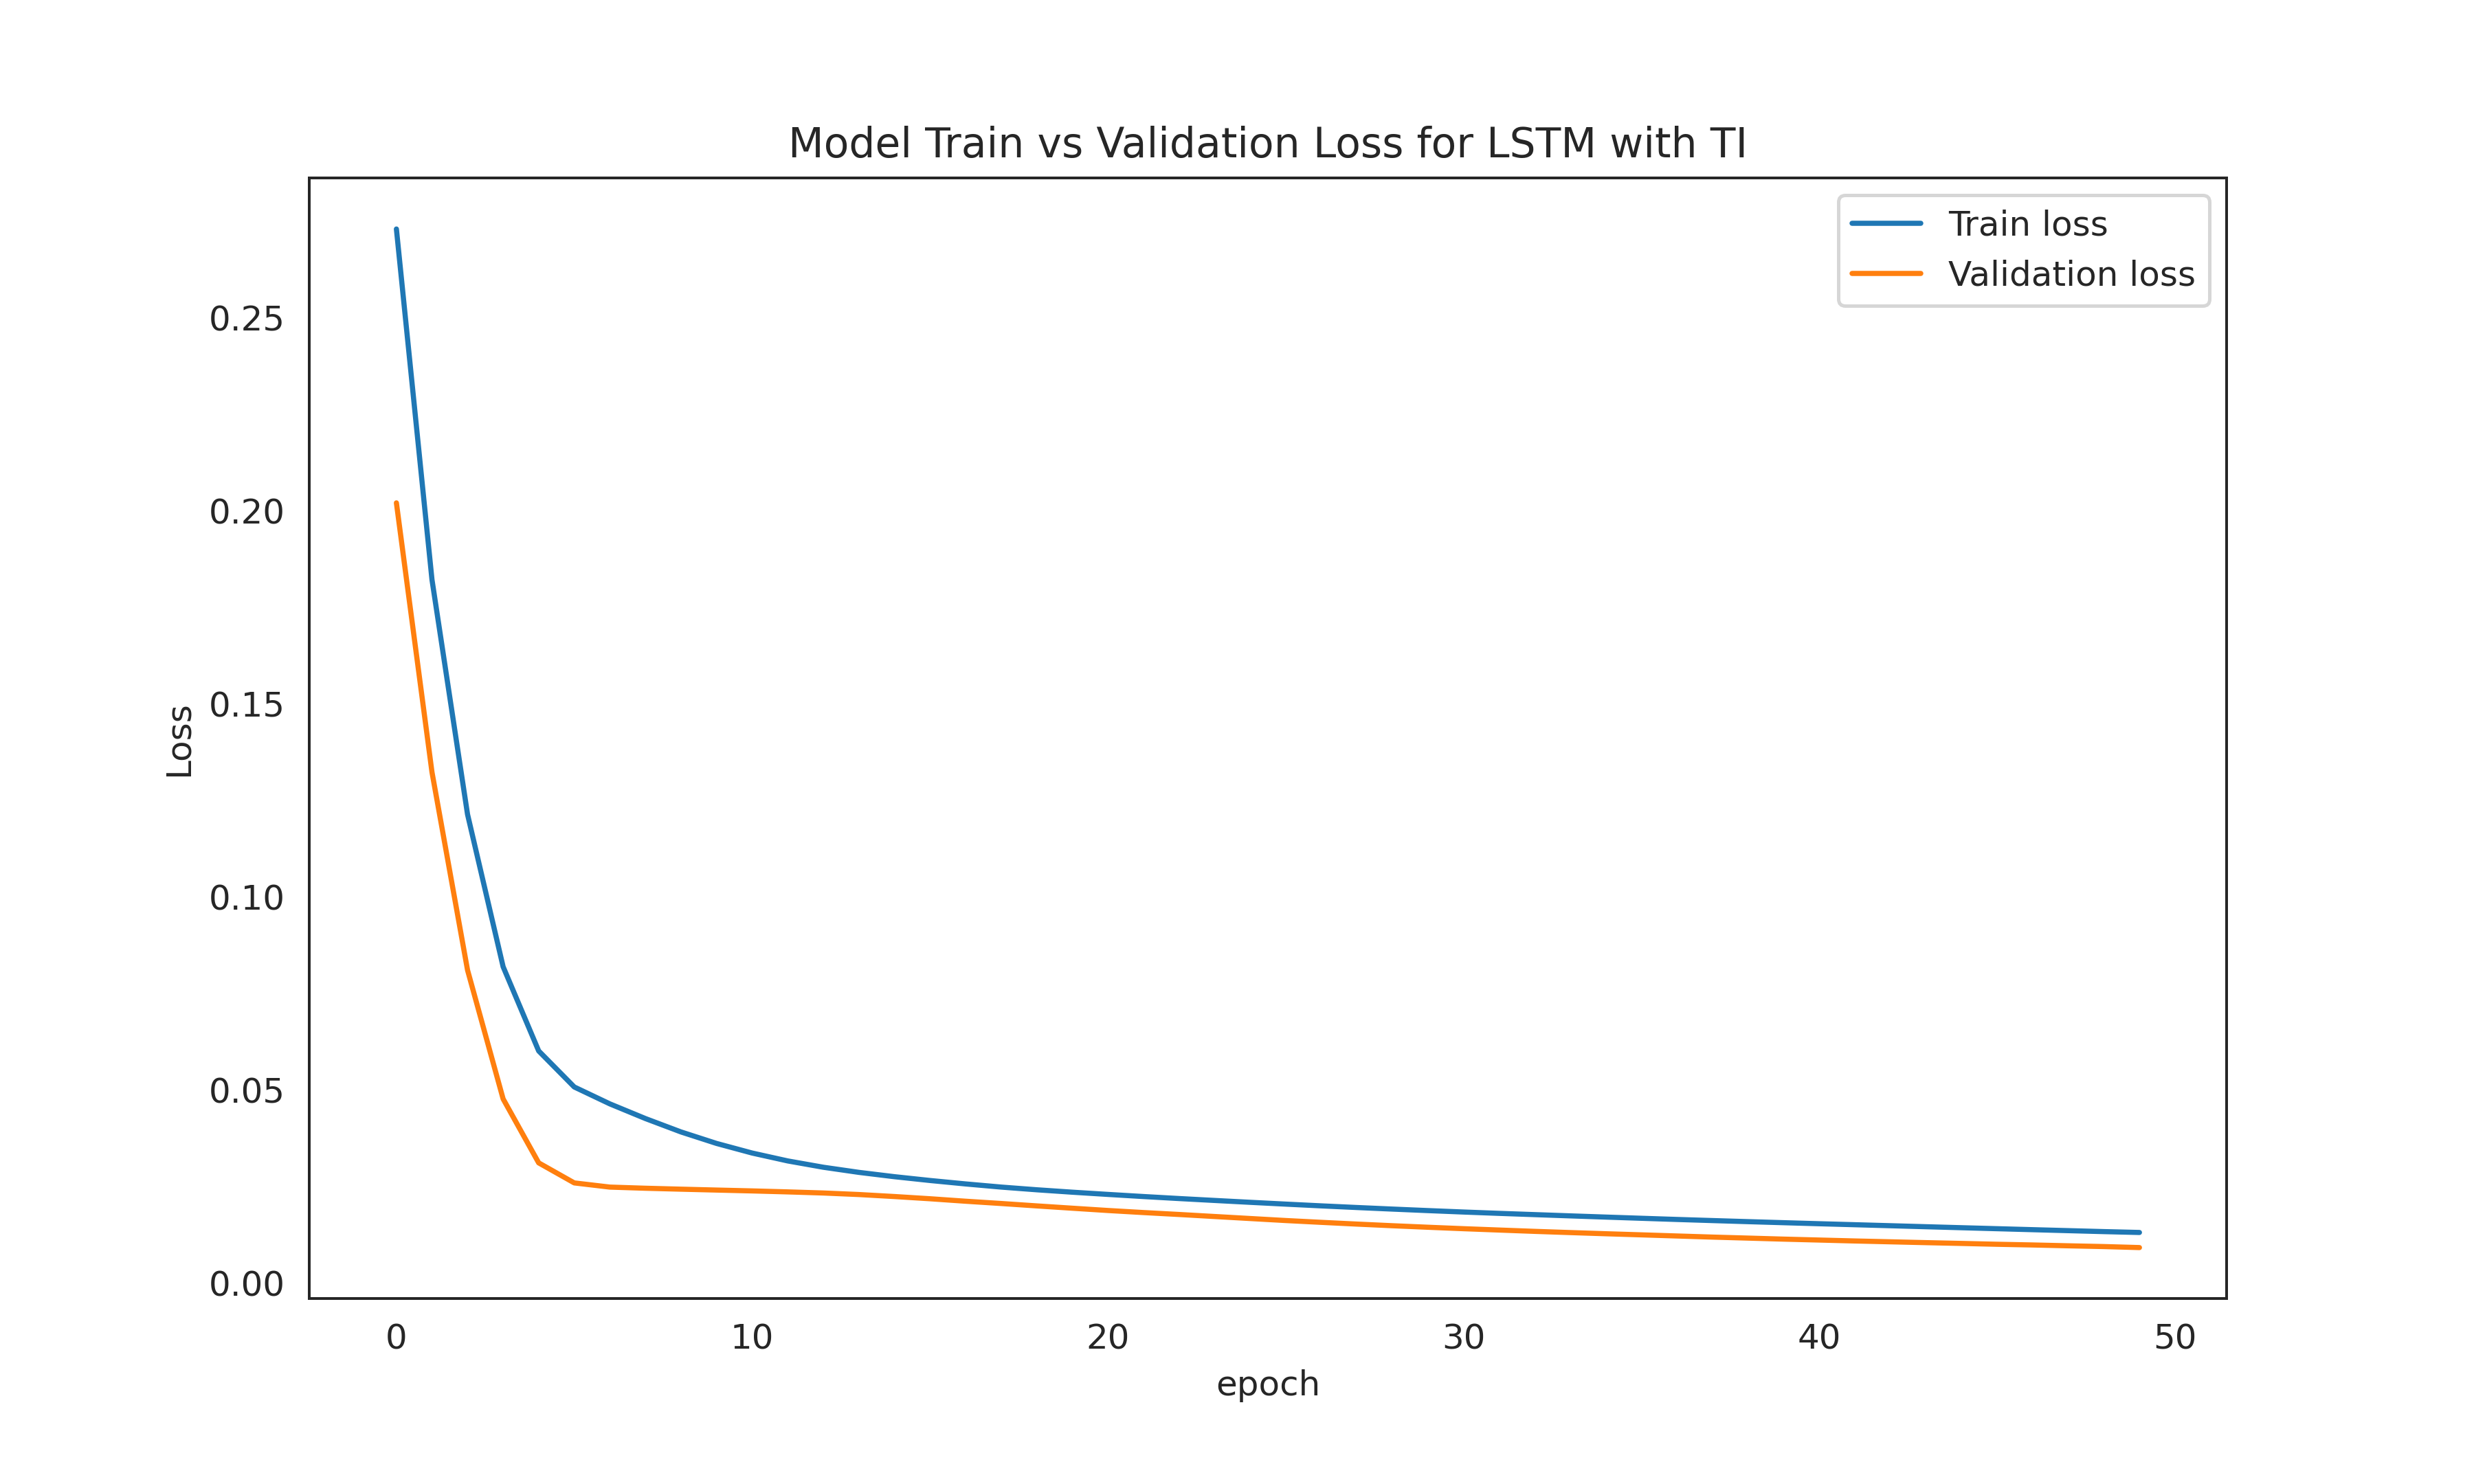 Model Train vs Validation Loss for LSTM with TI
Train loss
Validation loss
0.25
0.20
0.15
0.10
0.05
0.00
Loss
0 10 20 30 40 50
epoch